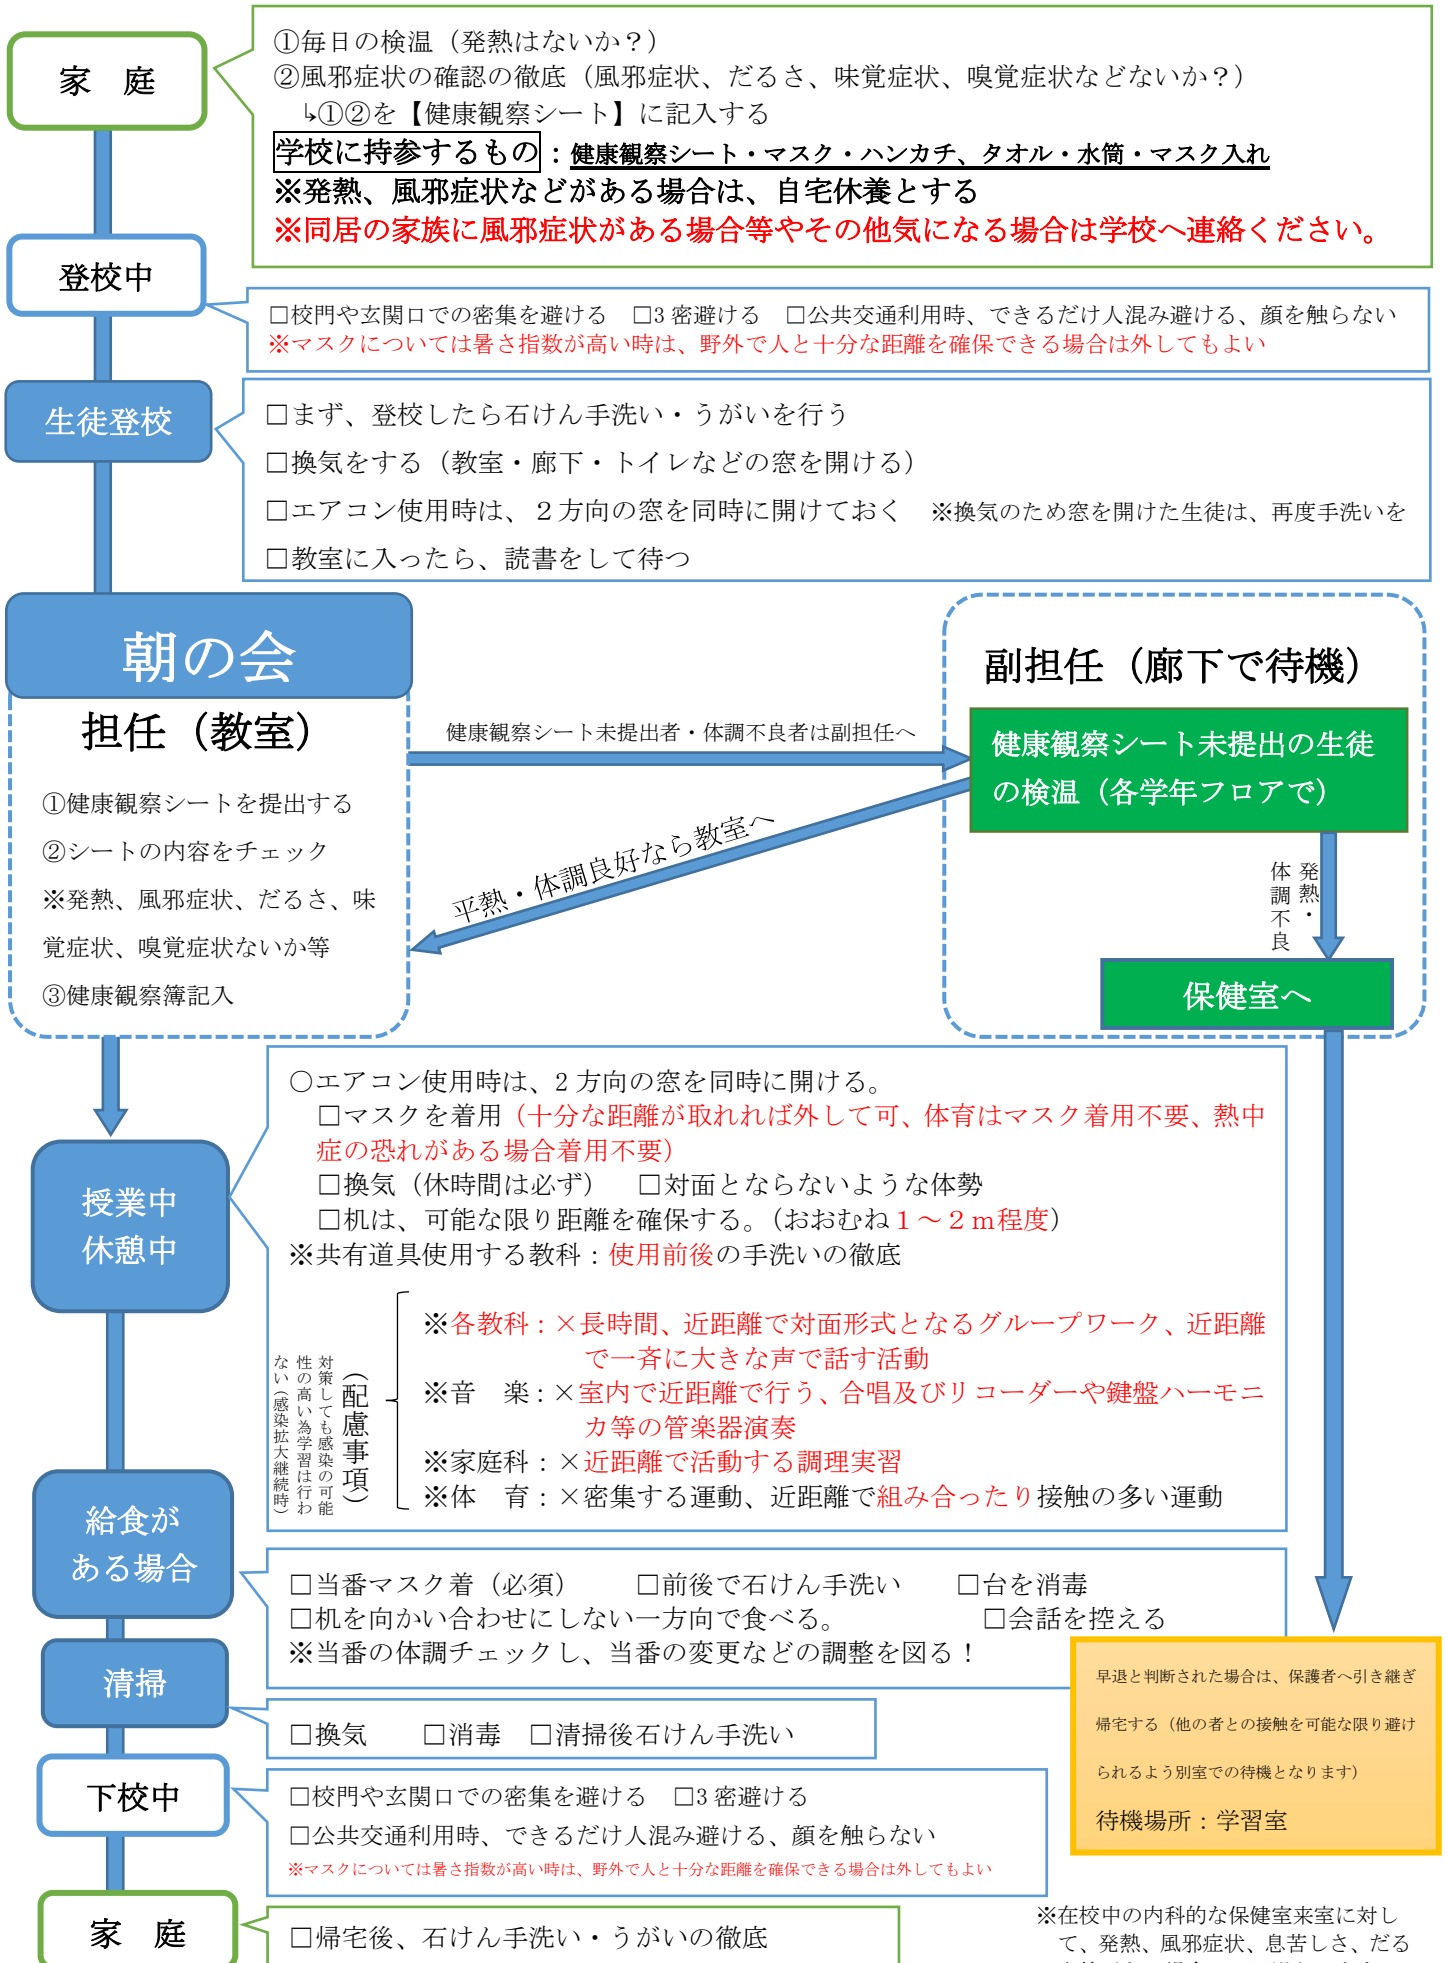 家　庭
①毎日の検温（発熱はないか？）
②風邪症状の確認の徹底（風邪症状、だるさ、味覚症状、嗅覚症状などないか？）
↳①②を【健康観察シート】に記入する
学校に持参するもの：健康観察シート・マスク・ハンカチ、タオル・水筒・マスク入れ
※発熱、風邪症状などがある場合は、自宅休養とする
※同居の家族に風邪症状がある場合等やその他気になる場合は学校へ連絡ください。
登校中
□校門や玄関口での密集を避ける　□3 密避ける　□公共交通利用時、できるだけ人混み避ける、顔を触らない
※マスクについては暑さ指数が高い時は、野外で人と十分な距離を確保できる場合は外してもよい
生徒登校
□まず、登校したら石けん手洗い・うがいを行う
□換気をする（教室・廊下・トイレなどの窓を開ける）
□エアコン使用時は、２方向の窓を同時に開けておく　※換気のため窓を開けた生徒は、再度手洗いを
□教室に入ったら、読書をして待つ
朝の会
担任（教室）
①健康観察シートを提出する
②シートの内容をチェック
※発熱、風邪症状、だるさ、味
覚症状、嗅覚症状ないか等
③健康観察簿記入
健康観察シート未提出者・体調不良者は副担任へ
平熱・体調良好なら教室へ
副担任（廊下で待機）
健康観察シート未提出の生徒
の検温（各学年フロアで）
発熱・
体調不良
保健室へ
授業中
休憩中
○エアコン使用時は、2 方向の窓を同時に開ける。
□マスクを着用（十分な距離が取れれば外して可、体育はマスク着用不要、熱中
症の恐れがある場合着用不要）
□換気（休時間は必ず）　□対面とならないような体勢
□机は、可能な限り距離を確保する。（おおむね１～２ｍ程度）
※共有道具使用する教科：使用前後の手洗いの徹底
（配慮事項）
対策しても感染の可能
性の高い為学習は行わ
ない（感染拡大継続時）
※各教科：×長時間、近距離で対面形式となるグループワーク、近距離
で一斉に大きな声で話す活動
※音　楽：×室内で近距離で行う、合唱及びリコーダーや鍵盤ハーモニ
カ等の管楽器演奏
※家庭科：×近距離で活動する調理実習
※体　育：×密集する運動、近距離で組み合ったり接触の多い運動
給食が
ある場合
□当番マスク着（必須）　□前後で石けん手洗い　□台を消毒
□机を向かい合わせにしない一方向で食べる。　□会話を控える
※当番の体調チェックし、当番の変更などの調整を図る！
清掃
□換気　□消毒　□清掃後石けん手洗い
早退と判断された場合は、保護者へ引き継ぎ
帰宅する（他の者との接触を可能な限り避け
られるよう別室での待機となります）
待機場所：学習室
下校中
□校門や玄関口での密集を避ける　□3 密避ける
□公共交通利用時、できるだけ人混み避ける、顔を触らない
※マスクについては暑さ指数が高い時は、野外で人と十分な距離を確保できる場合は外してもよい
家　庭
□帰宅後、石けん手洗い・うがいの徹底
※在校中の内科的な保健室来室に対し
て、発熱、風邪症状、息苦しさ、だる